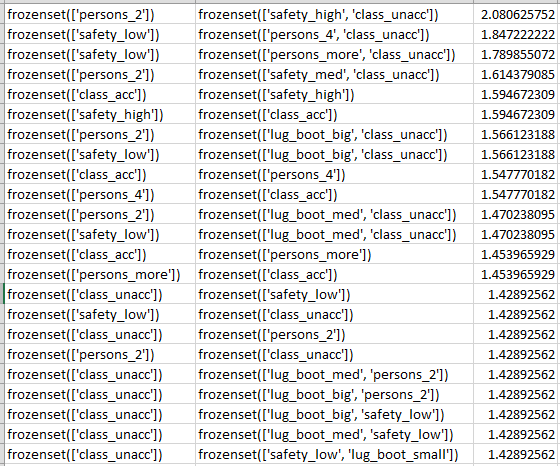 frozenset(['persons_2']) frozenset(['safety_high', 'class_unacc']) 2.080625752
frozenset(['safety_low']) frozenset(['persons_4', 'class_unacc']) 1.847222222
frozenset(['safety_low']) frozenset(['persons_more', 'class_unacc']) 1.789855072
frozenset(['persons_2']) frozenset(['safety_med', 'class_unacc']) 1.614379085
frozenset(['class_acc']) frozenset(['safety_high']) 1.594672309
frozenset(['safety_high']) frozenset(['class_acc']) 1.594672309
frozenset(['persons_2']) frozenset(['lug_boot_big', 'class_unacc']) 1.566123188
frozenset(['safety_low']) frozenset(['lug_boot_big', 'class_unacc']) 1.566123188
frozenset(['class_acc']) frozenset(['persons_4']) 1.547770182
frozenset(['persons_4']) frozenset(['class_acc']) 1.547770182
frozenset(['persons_2']) frozenset(['lug_boot_med', 'class_unacc']) 1.470238095
frozenset(['safety_low']) frozenset(['lug_boot_med', 'class_unacc']) 1.470238095
frozenset(['class_acc']) frozenset(['persons_more']) 1.453965929
frozenset(['persons_more']) frozenset(['class_acc']) 1.453965929
frozenset(['class_unacc']) frozenset(['safety_low']) 1.42892562
frozenset(['safety_low']) frozenset(['class_unacc']) 1.42892562
frozenset(['class_unacc']) frozenset(['persons_2']) 1.42892562
frozenset(['persons_2']) frozenset(['class_unacc']) 1.42892562
frozenset(['class_unacc']) frozenset(['lug_boot_med', 'persons_2']) 1.42892562
frozenset(['class_unacc']) frozenset(['lug_boot_big', 'persons_2']) 1.42892562
frozenset(['class_unacc']) frozenset(['lug_boot_big', 'safety_low']) 1.42892562
frozenset(['class_unacc']) frozenset(['lug_boot_med', 'safety_low']) 1.42892562
frozenset(['class_unacc']) frozenset(['safety_low', 'lug_boot_small']) 1.42892562